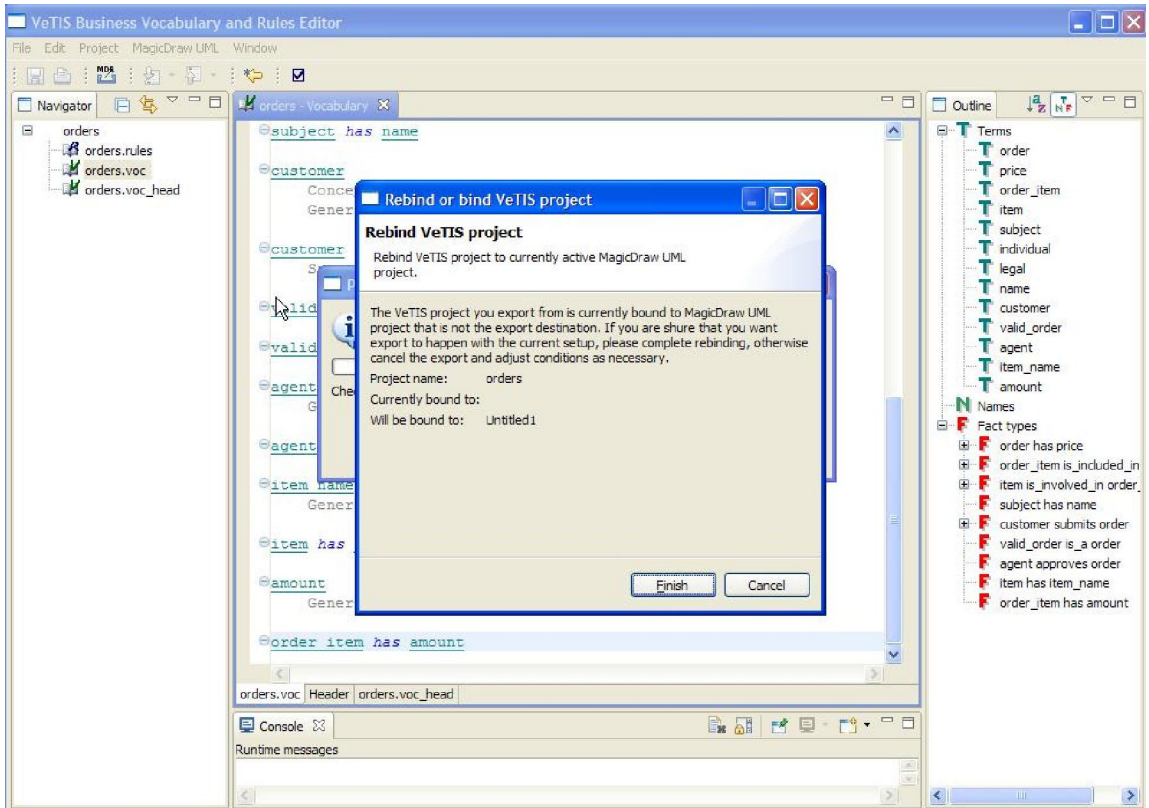 VeTIS Business Vocabulary and Rules Editor
File Edit Project MagicDraw UML Window
MDR
Navigator
orders
orders.rules
orders.voc
orders.voc_head
orders - Vocabulary
subject has name
customer
Conce
Gener
customer
valid
valid
agent
G
agent
item name
Gener
item has
amount
Gener
order item has amount
orders.voc Header orders.voc_head
Che
Rebind or bind VeTIS project
Rebind VeTIS project
Rebind VeTIS project to currently active MagicDraw UML
project.
The VeTIS project you export from is currently bound to MagicDraw UML
project that is not the export destination. If you are shure that you want
export to happen with the current setup, please complete rebinding, otherwise
cancel the export and adjust conditions as necessary.
Project name: orders
Currently bound to:
Will be bound to: Untitled1
Finish Cancel
Console
Runtime messages
Outline
Terms
order
price
order_item
item
subject
individual
legal
name
customer
valid_order
agent
item_name
amount
N Names
F Fact types
order has price
order_item is_included_in
item is_involved_in order_
subject has name
customer submits order
valid_order is_a order
agent approves order
item has item_name
order_item has amount